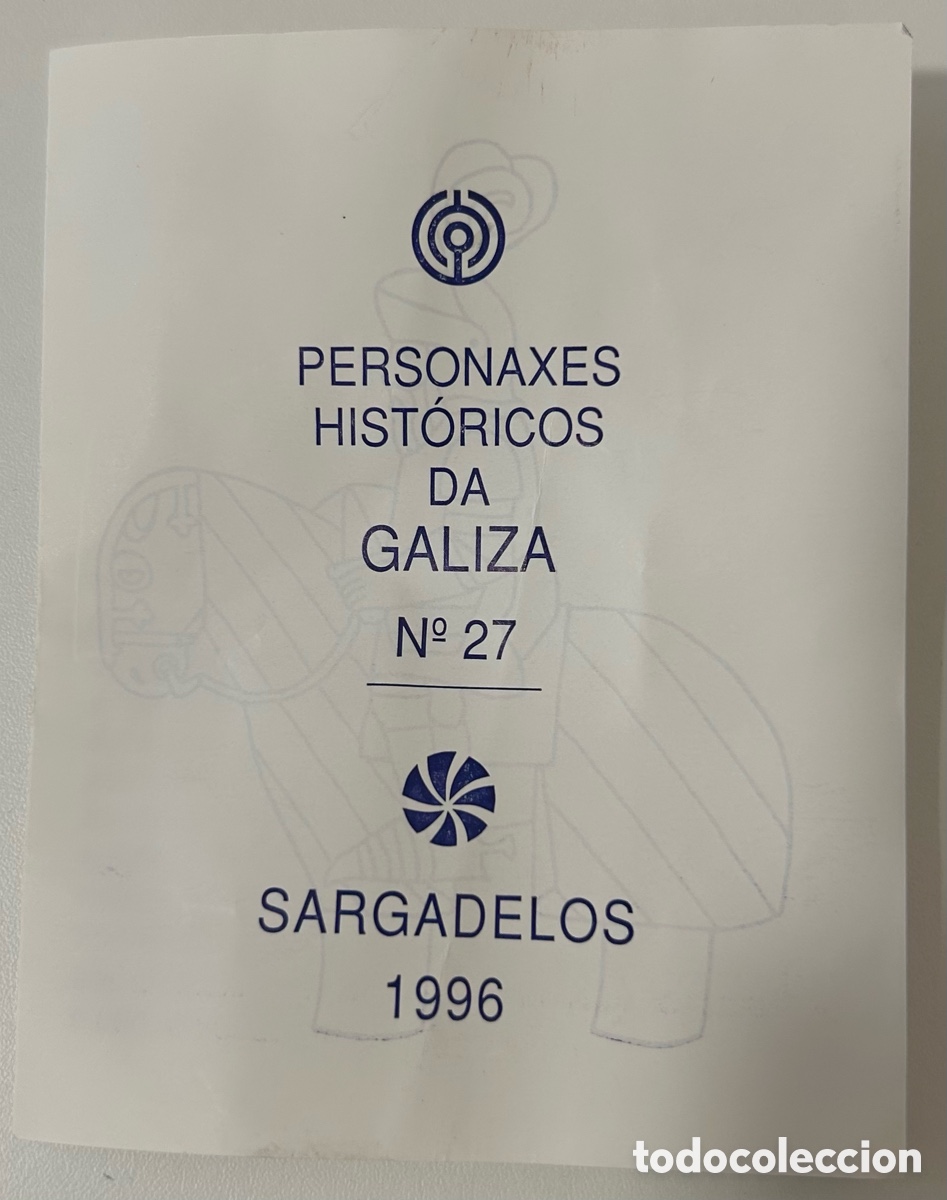 PERSONAXES
HISTÓRICOS
DA
GALIZA
Nº 27
SARGADELOS
1996
todocoleccion